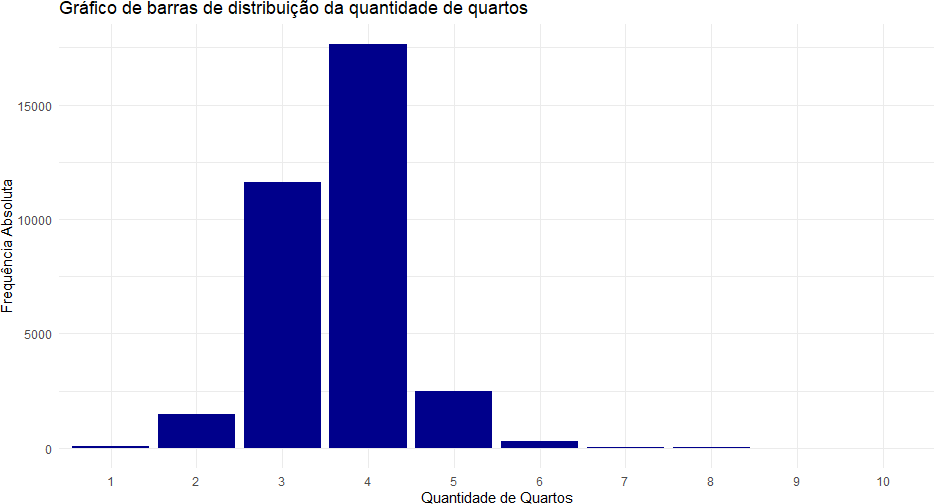 Gráfico de barras de distribuição da quantidade de quartos
Frequência Absoluta
15000
10000
5000
0
1 2 3 4 5 6 7 8 9 10
Quantidade de Quartos